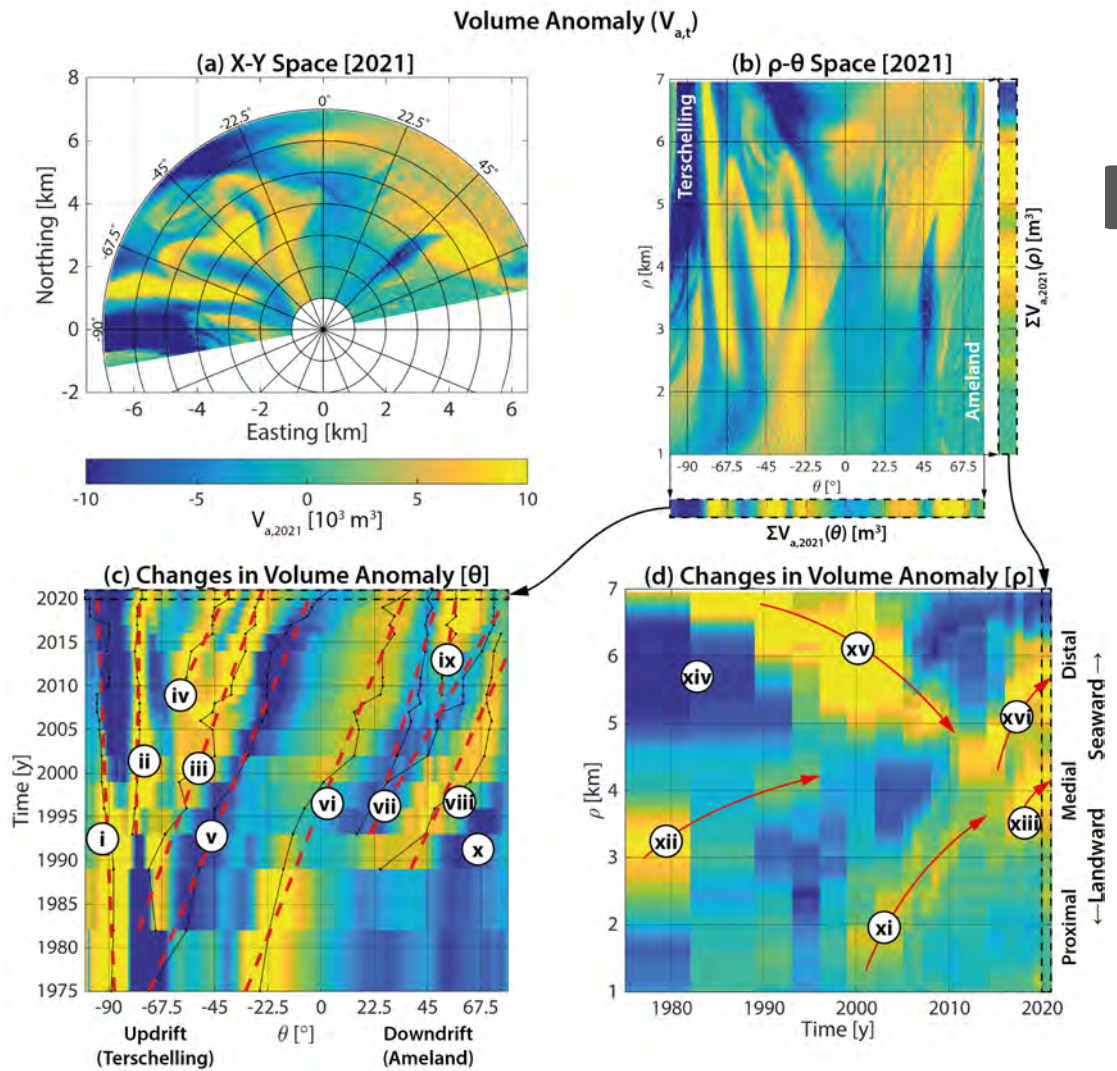 Volume Anomaly (Va,t)
(a) X-Y Space [2021]
(b) ρ-θ Space [2021]
8
6
4
2
0
-2
Northing [km]
-90°
-67.5°
-45°
-22.5°
0°
22.5°
45°
-6 -4 -2 0 2 4 6
Easting [km]
-10 -5 0 5 10
Va,2021 [10³ m³]
7
6
5
4
3
2
1
ρ [km]
Terschelling
Ameland
-90 -67.5 -45 -22.5 0 22.5 45 67.5
θ [°]
ΣVa,2021(θ) [m³]
ΣVa,2021(ρ) [m³]
(c) Changes in Volume Anomaly [θ]
2020
2015
2010
2005
2000
1995
1990
1985
1980
1975
Time [y]
i
ii
iii
iv
v
vi
vii
viii
ix
x
-90 -67.5 -45 -22.5 0 22.5 45 67.5
θ [°]
Updrift
(Terschelling)
Downdrift
(Ameland)
(d) Changes in Volume Anomaly [ρ]
7
6
5
4
3
2
1
ρ [km]
xi
xii
xiii
xiv
xv
xvi
1980 1990 2000 2010 2020
Time [y]
Proximal
Medial
Distal
←Landward
Seaward →